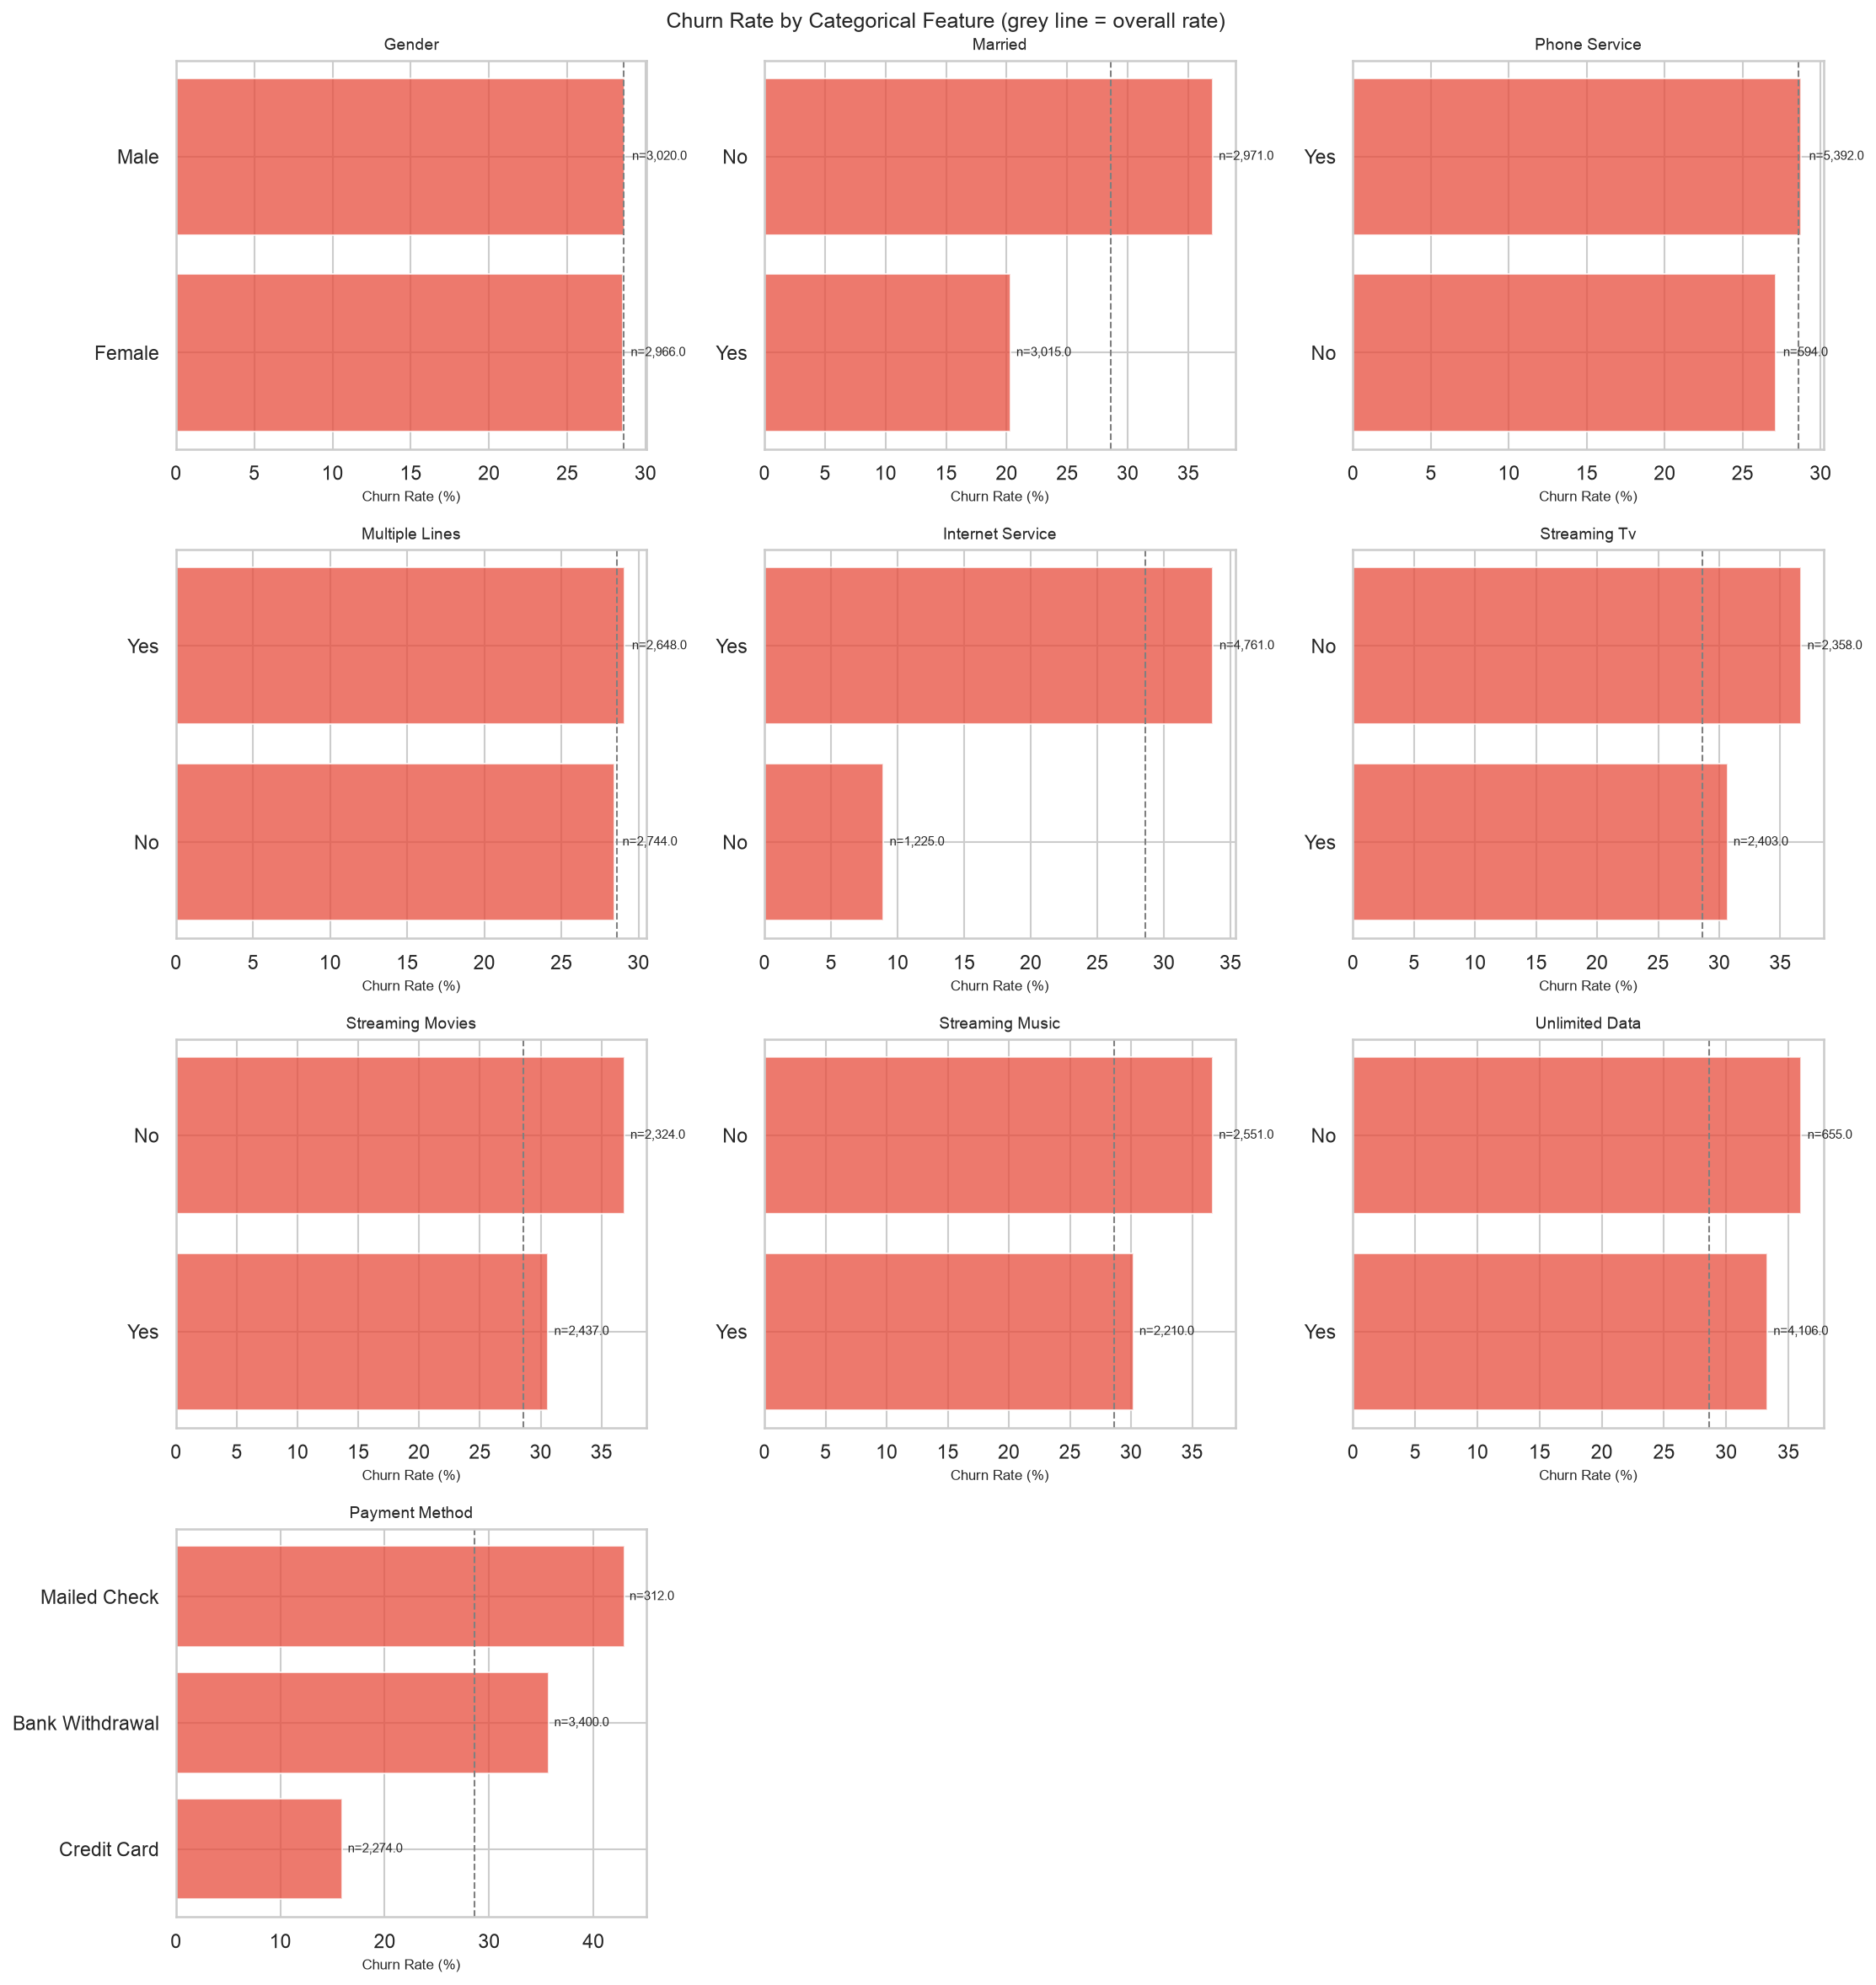 Churn Rate by Categorical Feature (grey line = overall rate)
Gender
Male
n=3,020.0
Female
n=2,966.0
0 5 10 15 20 25 30
Churn Rate (%)
Married
No
n=2,971.0
Yes
n=3,015.0
0 5 10 15 20 25 30 35
Churn Rate (%)
Phone Service
Yes
n=5,392.0
No
n=594.0
0 5 10 15 20 25 30
Churn Rate (%)
Multiple Lines
Yes
n=2,648.0
No
n=2,744.0
0 5 10 15 20 25 30
Churn Rate (%)
Internet Service
Yes
n=4,761.0
No
n=1,225.0
0 5 10 15 20 25 30 35
Churn Rate (%)
Streaming Tv
No
n=2,358.0
Yes
n=2,403.0
0 5 10 15 20 25 30 35
Churn Rate (%)
Streaming Movies
No
n=2,324.0
Yes
n=2,437.0
0 5 10 15 20 25 30 35
Churn Rate (%)
Streaming Music
No
n=2,551.0
Yes
n=2,210.0
0 5 10 15 20 25 30 35
Churn Rate (%)
Unlimited Data
No
n=655.0
Yes
n=4,106.0
0 5 10 15 20 25 30 35
Churn Rate (%)
Payment Method
Mailed Check
n=312.0
Bank Withdrawal
n=3,400.0
Credit Card
n=2,274.0
0 10 20 30 40
Churn Rate (%)